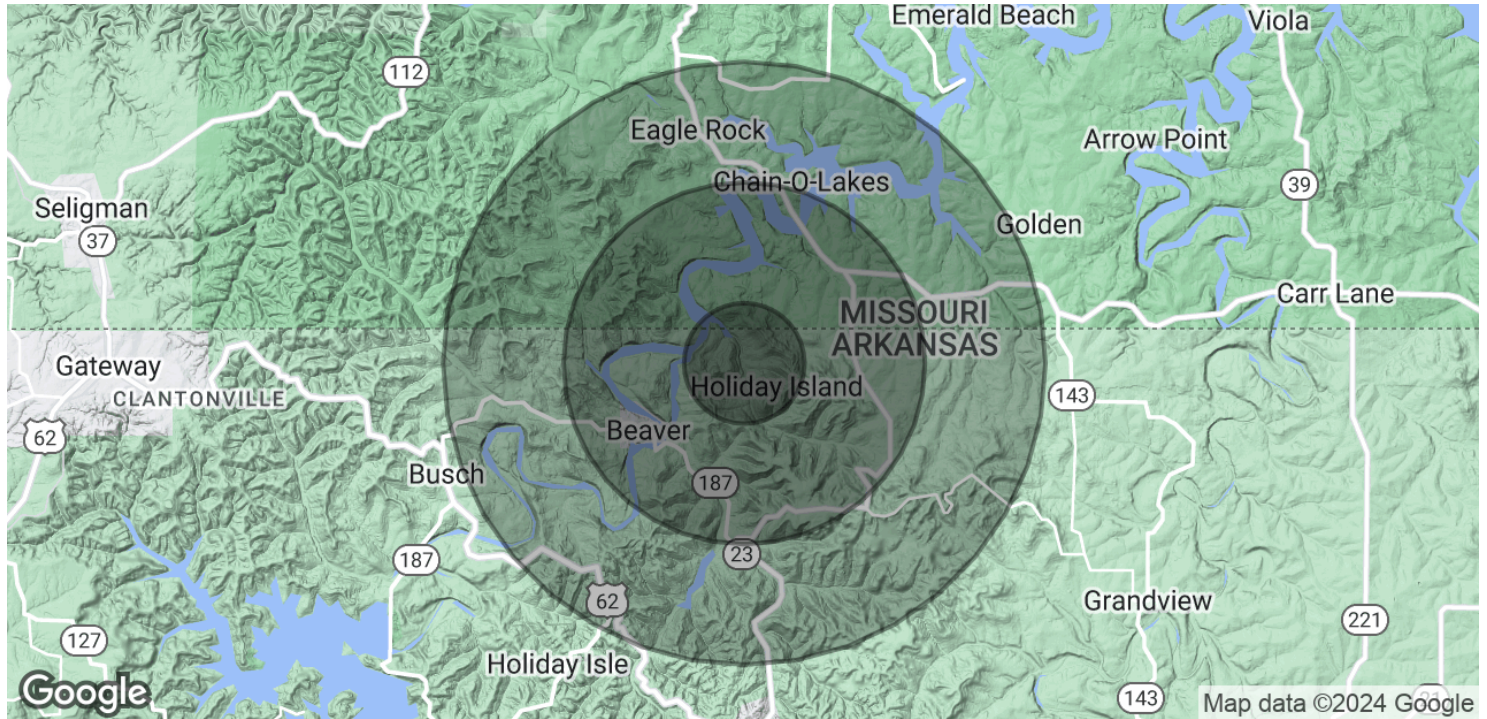 Emerald Beach
Viola
112
Eagle Rock
Arrow Point
Chain-O-Lakes
39
Seligman
37
Golden
Carr Lane
MISSOURI
ARKANSAS
Gateway
CLANTONVILLE
Holiday Island
143
62
Beaver
Busch
187
23
187
62
Grandview
221
127
Holiday Isle
Google
143
21
Map data ©2024 Google